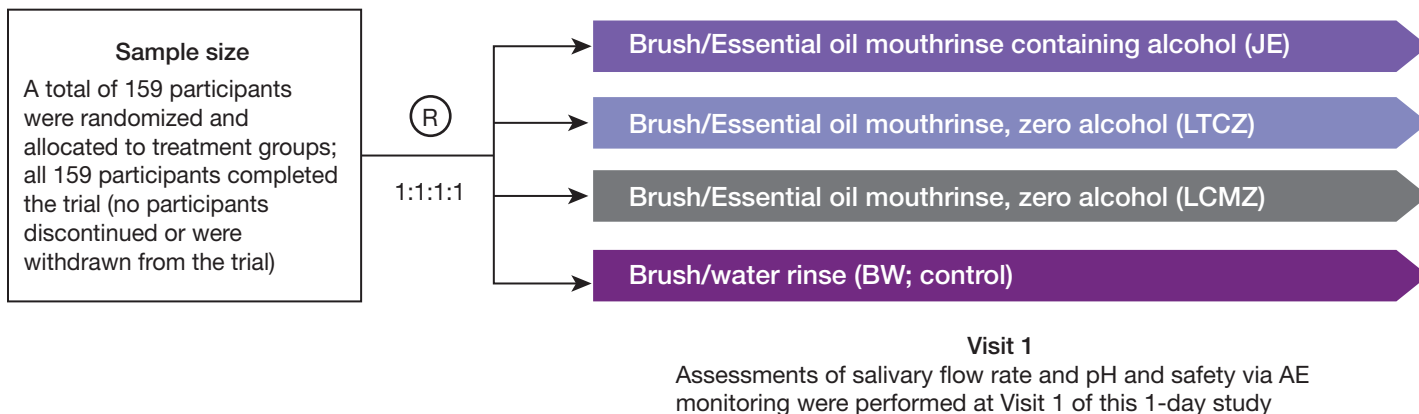 Sample size
A total of 159 participants
were randomized and
allocated to treatment groups;
all 159 participants completed
the trial (no participants
discontinued or were
withdrawn from the trial)
R
1:1:1:1
Brush/Essential oil mouthrinse containing alcohol (JE)
Brush/Essential oil mouthrinse, zero alcohol (LTCZ)
Brush/Essential oil mouthrinse, zero alcohol (LCMZ)
Brush/water rinse (BW; control)
Visit 1
Assessments of salivary flow rate and pH and safety via AE
monitoring were performed at Visit 1 of this 1-day study